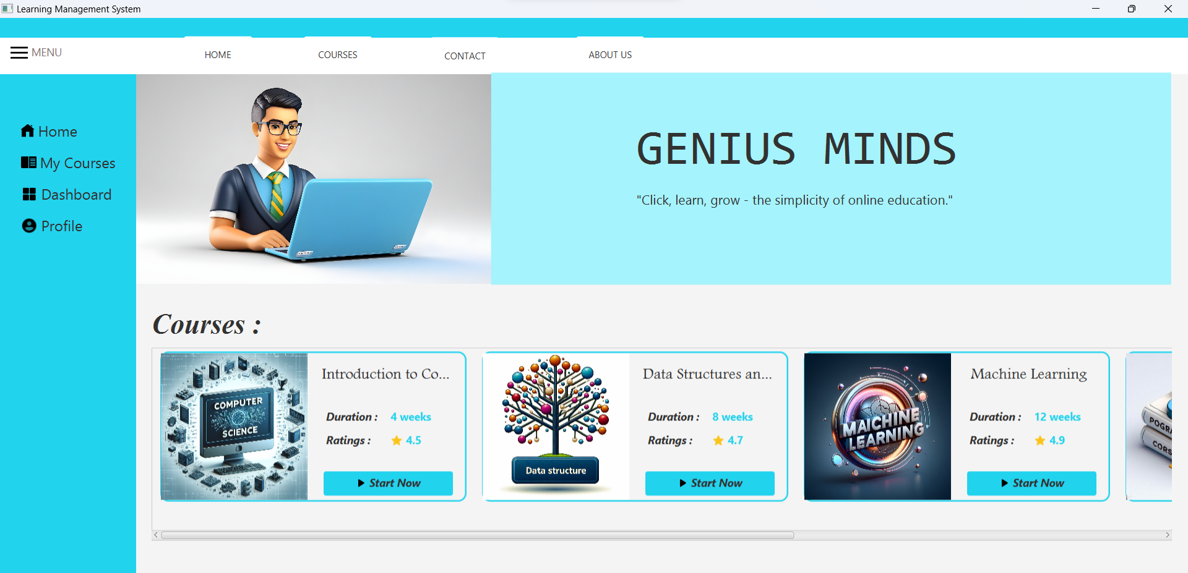 Learning Management System
MENU
HOME
COURSES
CONTACT
ABOUT US
Home
My Courses
Dashboard
Profile
GENIUS MINDS
"Click, learn, grow - the simplicity of online education."
Courses :
COMPUTER
SCIENCE
Introduction to Co...
Duration : 4 weeks
Ratings : 4.5
Start Now
Data structure
Data Structures an...
Duration : 8 weeks
Ratings : 4.7
Start Now
MAICHINE
LEARNING
Machine Learning
Duration : 12 weeks
Ratings : 4.9
Start Now